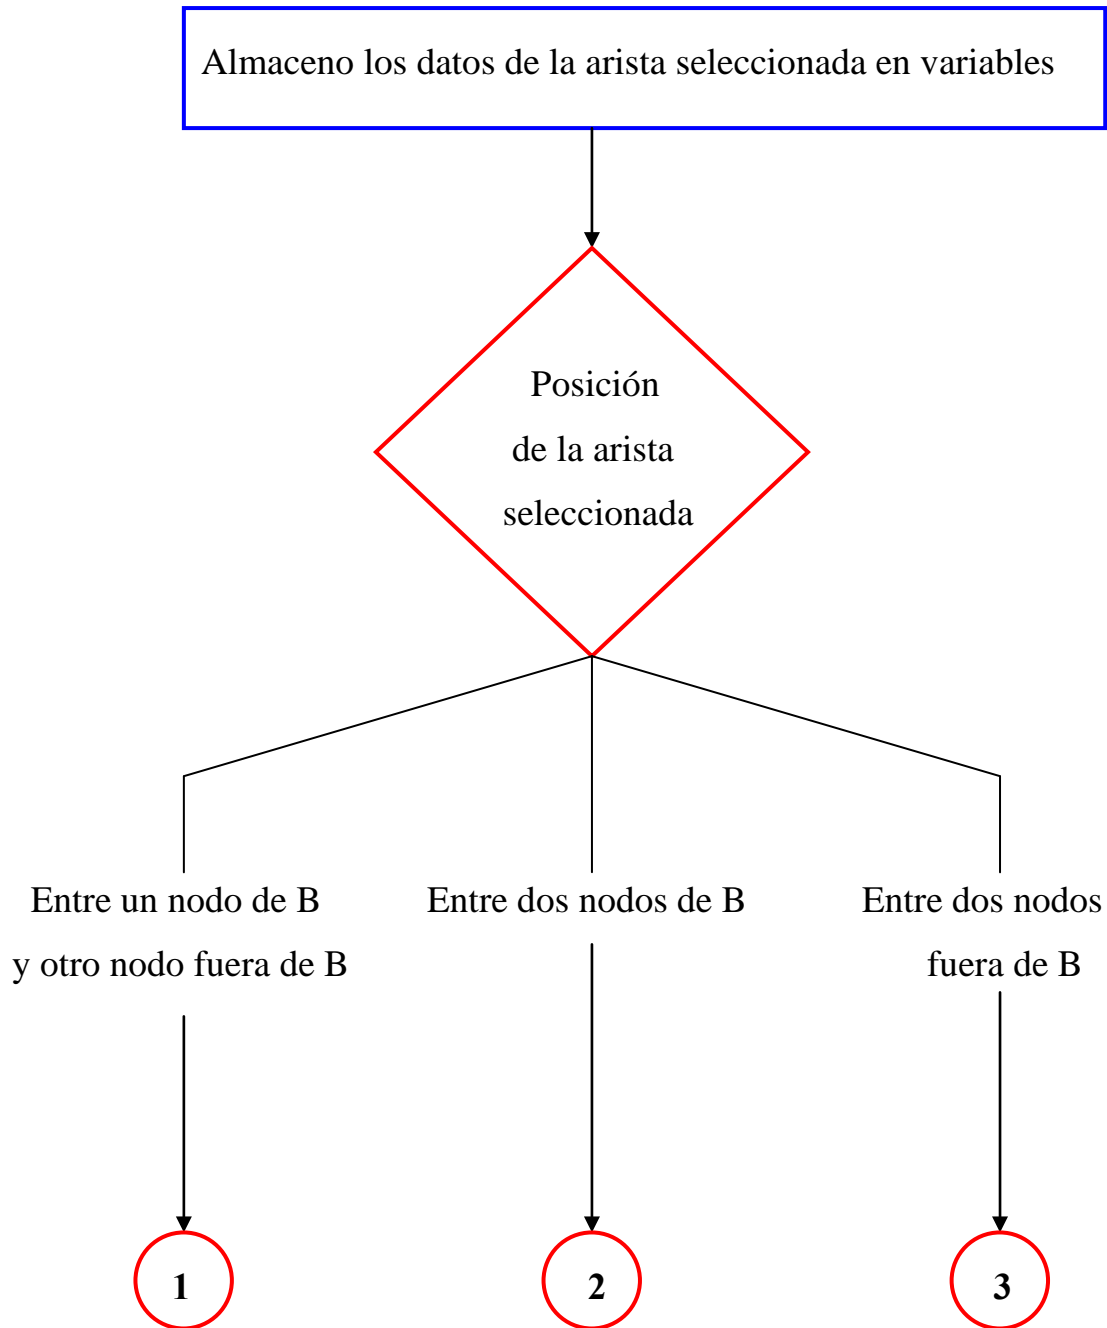 Almaceno los datos de la arista seleccionada en variables
Posición
de la arista
seleccionada
Entre un nodo de B
y otro nodo fuera de B
Entre dos nodos de B
Entre dos nodos
fuera de B
1
2
3